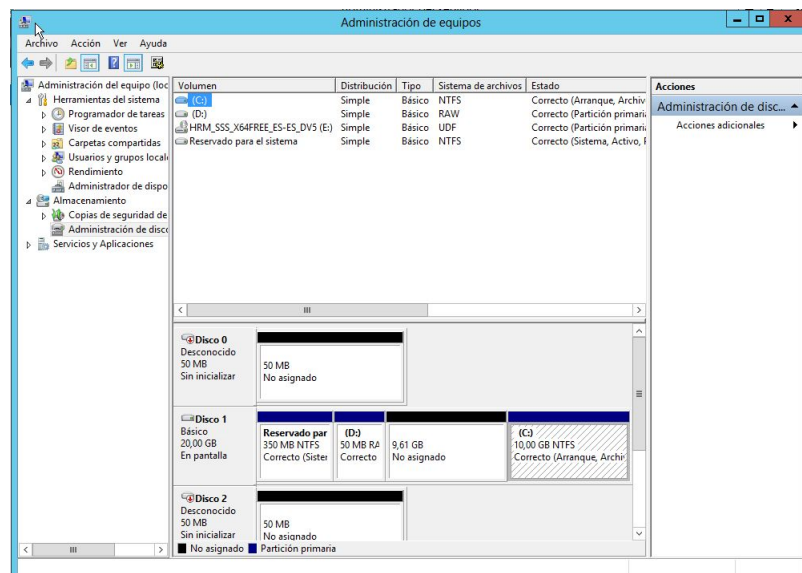 Administración de equipos
Archivo Acción Ver Ayuda
Administración del equipo (loc
Herramientas del sistema
Programador de tareas
Visor de eventos
Carpetas compartidas
Usuarios y grupos local
Rendimiento
Administrador de dispo
Almacenamiento
Copias de seguridad de
Administración de disc
Servicios y Aplicaciones
Volumen Distribución Tipo Sistema de archivos Estado
(C:) Simple Básico NTFS Correcto (Arranque, Archiv
(D:) Simple Básico RAW Correcto (Partición primari
HRM_SSS_X64FREE_ES-ES_DV5 (E:) Simple Básico UDF Correcto (Partición primari
Reservado para el sistema Simple Básico NTFS Correcto (Sistema, Activo,
Acciones
Administración de disc...
Acciones adicionales
Disco 0
Desconocido
50 MB
Sin inicializar
50 MB
No asignado
Disco 1
Básico
20,00 GB
En pantalla
Reservado par
350 MB NTFS
Correcto (Sister
(D:)
50 MB RA
Correcto
9,61 GB
No asignado
(C:)
10,00 GB NTFS
Correcto (Arranque, Archi
Disco 2
Desconocido
50 MB
Sin inicializar
50 MB
No asignado
No asignado Partición primaria